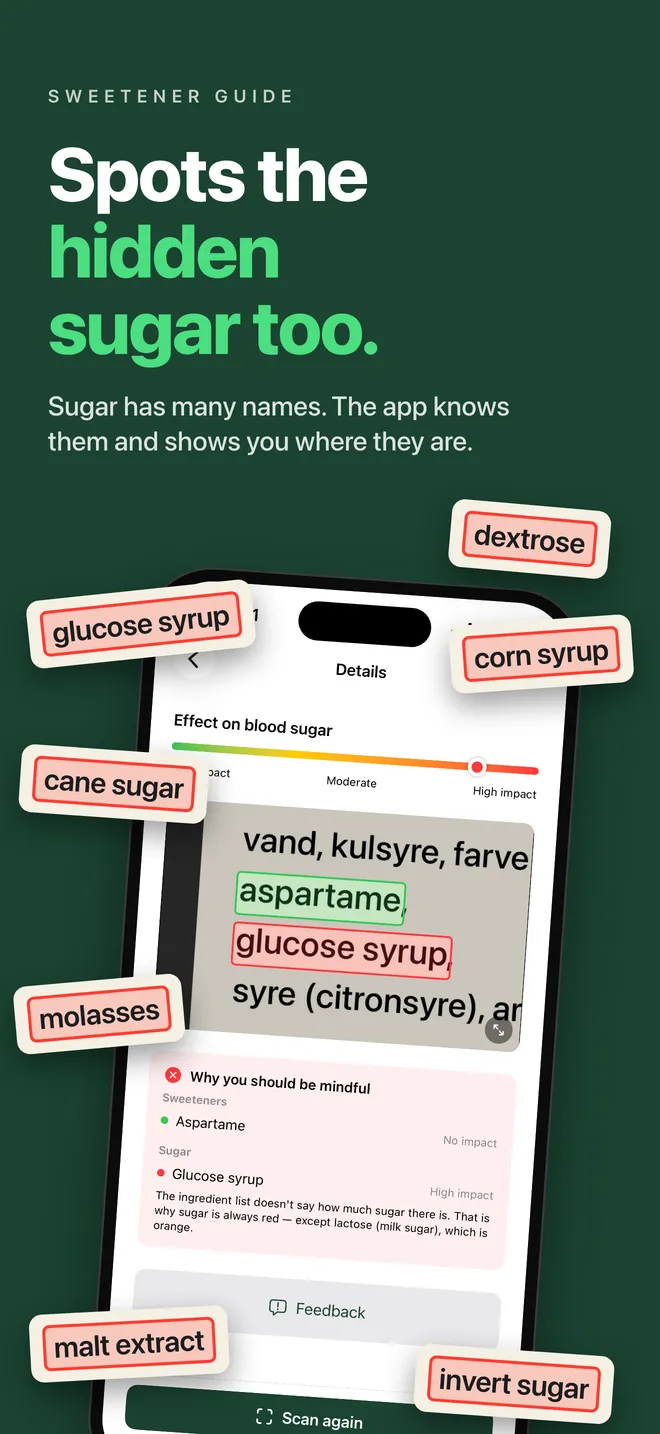 SWEETENER GUIDE
Spots the
hidden
sugar too.
Sugar has many names. The app knows
them and shows you where they are.
dextrose
glucose syrup
corn syrup
Details
Effect on blood sugar
cane sugar
Moderate
High impact
vand, kulsyre, farve
aspartame,
glucose syrup,
syre (citronsyre), ar
molasses
Why you should be mindful
Sweeteners
Aspartame
No impact
Sugar
Glucose syrup
High impact
The ingredient list doesn't say how much sugar there is. That is
why sugar is always red — except lactose (milk sugar), which is
orange.
Feedback
malt extract
invert sugar
Scan again